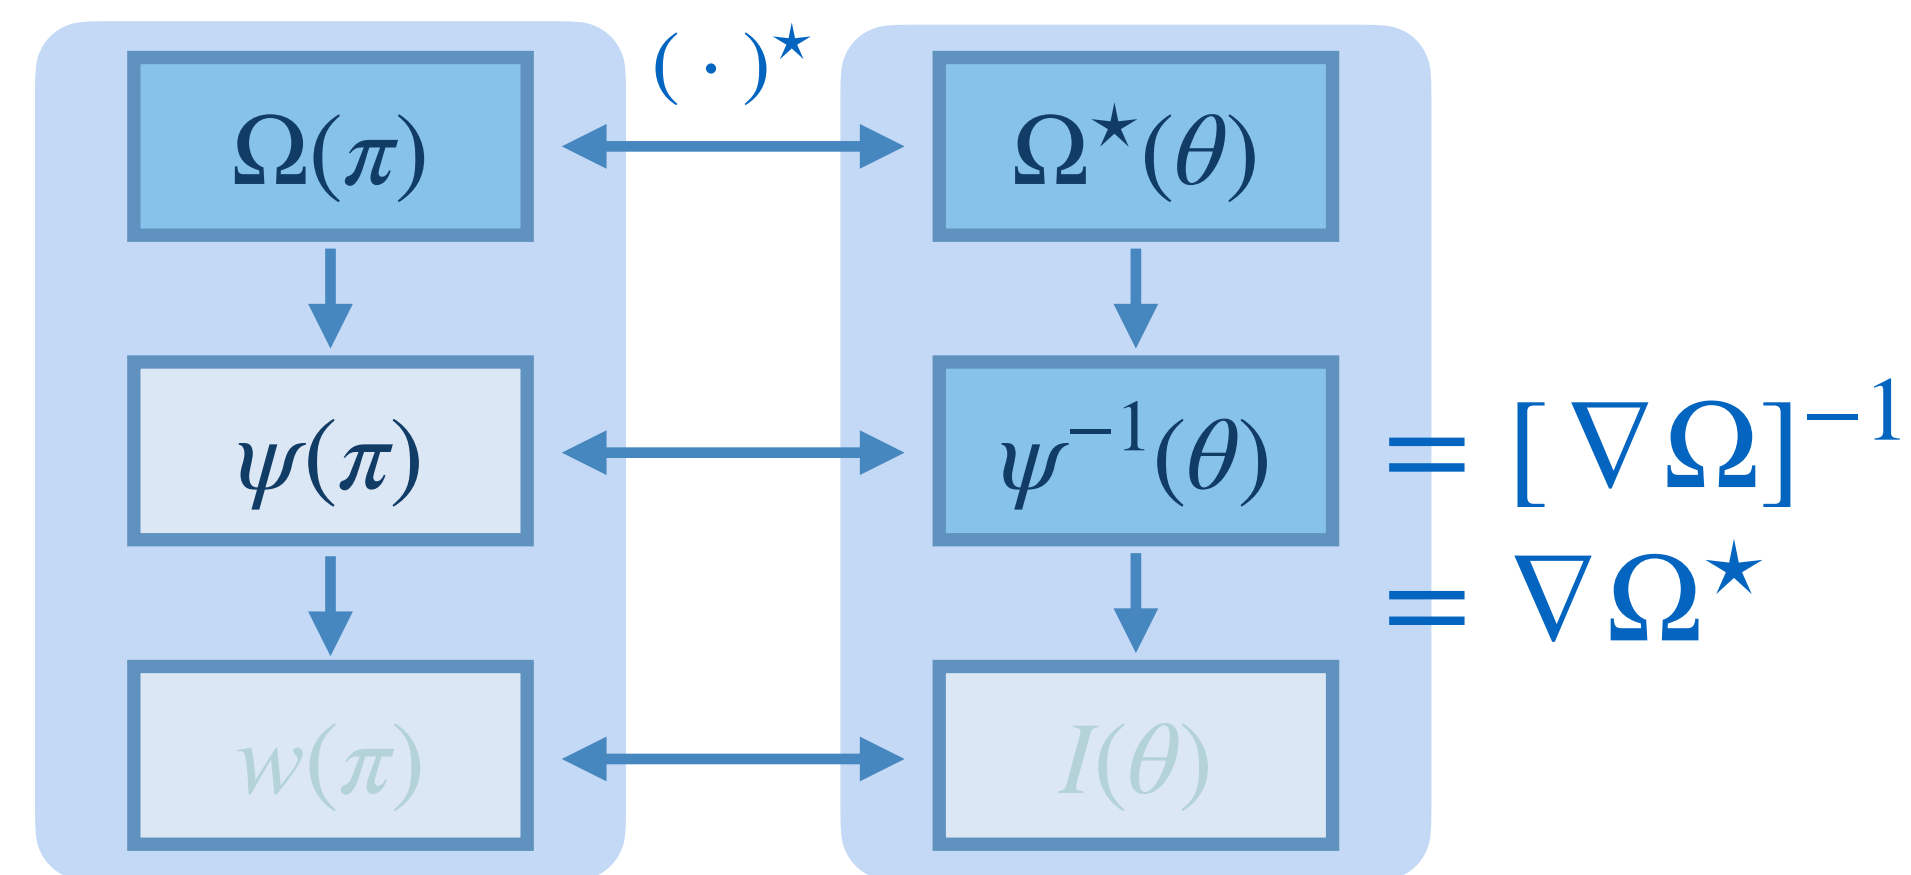 ( · )⋆
Ω(π)
Ω⋆(θ)
ψ(π)
ψ⁻¹(θ)
= [∇Ω]⁻¹
= ∇Ω⋆
w(π)
I(θ)